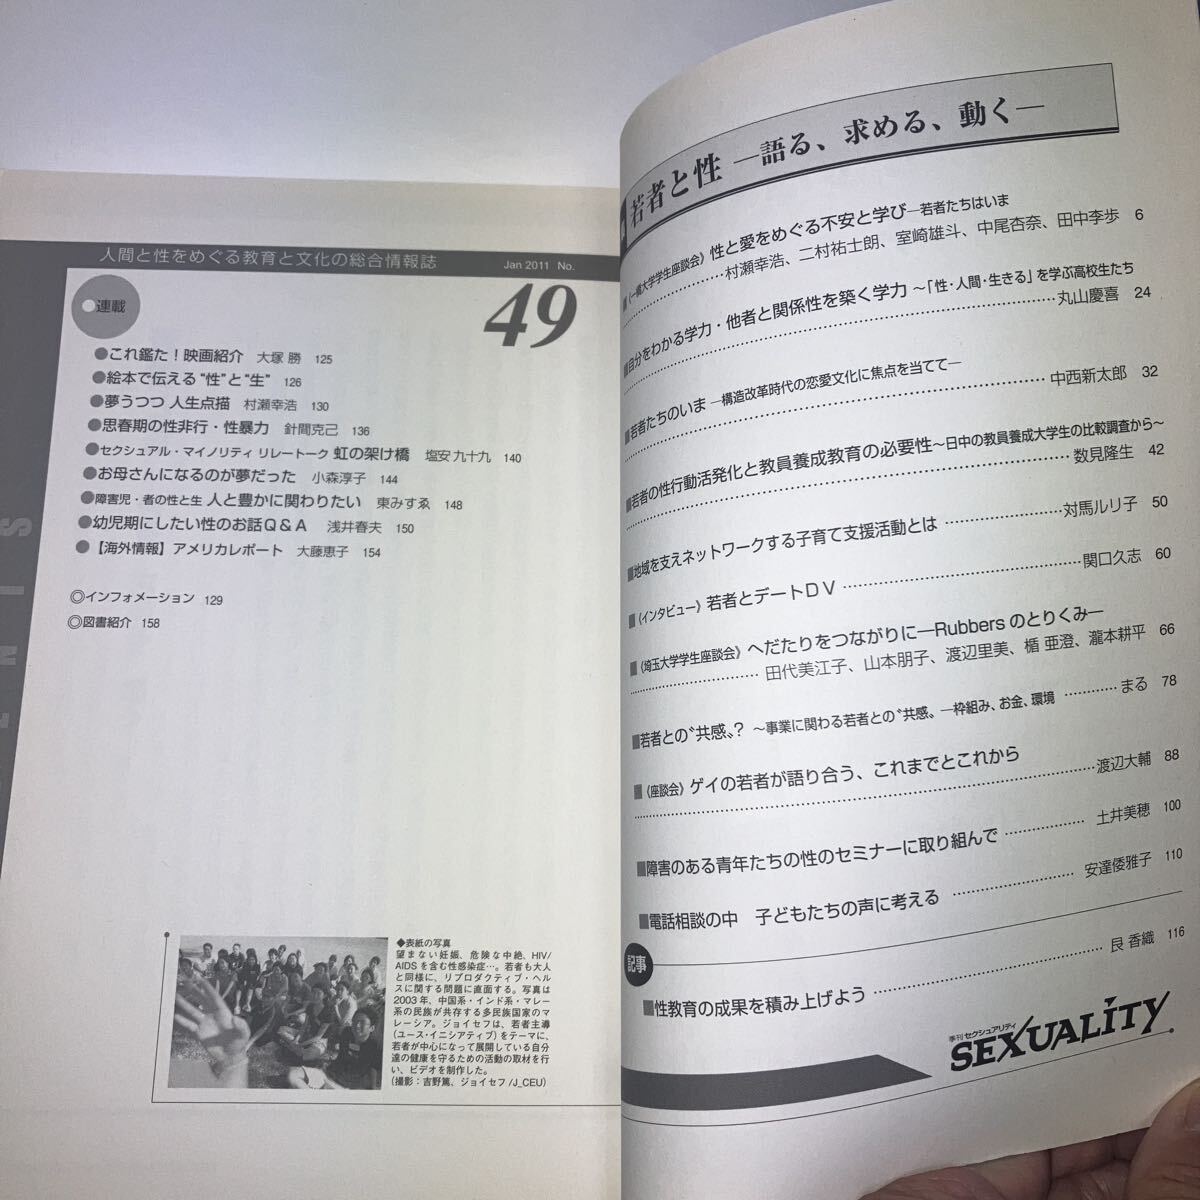 人間と性をめぐる教育と文化の総合情報誌
Jan 2011 No.
49
連載
●これ鑑た！映画紹介 大塚 勝 125
●絵本で伝える“性”と“生” 126
●夢うつつ 人生点描 村瀬幸浩 130
●思春期の性非行・性暴力 針間克己 136
●セクシュアル・マイノリティ リレートーク 虹の架け橋 塩安 九十九 140
●お母さんになるのが夢だった 小森淳子 144
●障害児・者の性と生 人と豊かに関わりたい 東みすゑ 148
●幼児期にしたい性のお話Q＆A 浅井春夫 150
●【海外情報】アメリカレポート 大藤恵子 154
◎インフォメーション 129
◎図書紹介 158
◆表紙の写真
望まない妊娠、危険な中絶、HIV/
AIDSを含む性感染症…。若者も大人
と同様に、リプロダクティブ・ヘル
スに関する問題に直面する。写真は
2003年、中国系・インド系・マレー
系の民族が共存する多民族国家のマ
レーシア。ジョイセフは、若者主導
（ユース・イニシアティブ）をテーマに、
若者が中心になって展開している自分
達の健康を守るための活動の取材を行
い、ビデオを制作した。
（撮影：吉野篤、ジョイセフ/J_CEU）
若者と性 ―語る、求める、動く―
■《一橋大学学生座談会》性と愛をめぐる不安と学び―若者たちはいま
村瀬幸浩、二村祐士朗、室崎雄斗、中尾杏奈、田中李歩 6
■自分をわかる学力・他者と関係性を築く学力 ～「性・人間・生きる」を学ぶ高校生たち
丸山慶喜 24
■若者たちのいま ―構造改革時代の恋愛文化に焦点を当てて―
中西新太郎 32
■若者の性行動活発化と教員養成教育の必要性～日中の教員養成大学生の比較調査から～
数見隆生 42
■地域を支えネットワークする子育て支援活動とは 対馬ルリ子 50
■《インタビュー》若者とデートDV 関口久志 60
■《埼玉大学学生座談会》へだたりをつながりに―Rubbersのとりくみ―
田代美江子、山本朋子、渡辺里美、楯 亜澄、瀧本耕平 66
■若者との〝共感〟？ ～事業に関わる若者との〝共感〟―枠組み、お金、環境 まる 78
■《座談会》ゲイの若者が語り合う、これまでとこれから
渡辺大輔 88
■障害のある青年たちの性のセミナーに取り組んで 土井美穂 100
■電話相談の中 子どもたちの声に考える 安達倭雅子 110
記事
■性教育の成果を積み上げよう 艮 香織 116
季刊 セクシュアリティ
SEXUALITY